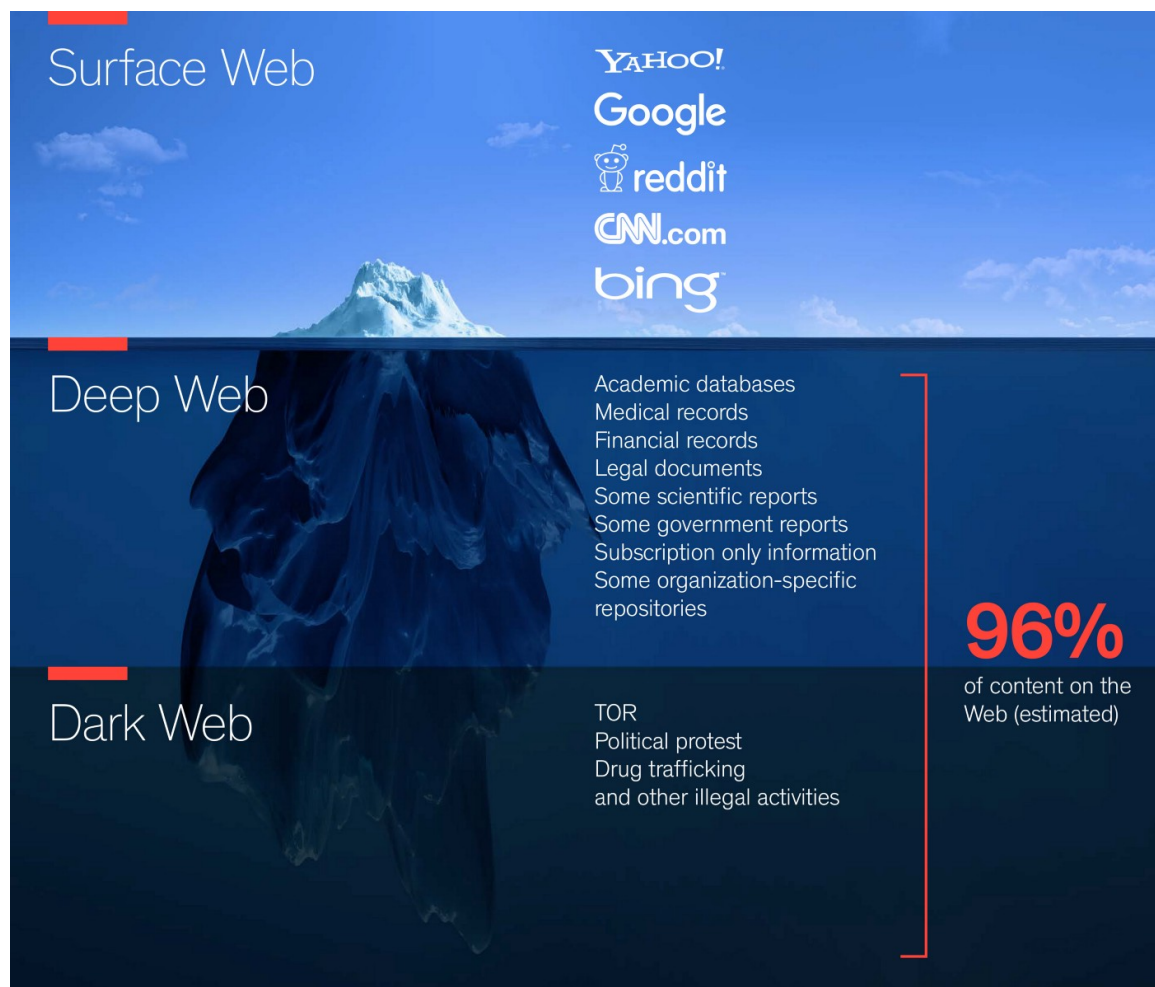 Surface Web
YAHOO!
Google
reddit
CNN.com
bing
Deep Web
Academic databases
Medical records
Financial records
Legal documents
Some scientific reports
Some government reports
Subscription only information
Some organization-specific
repositories
96%
of content on the
Web (estimated)
Dark Web
TOR
Political protest
Drug trafficking
and other illegal activities